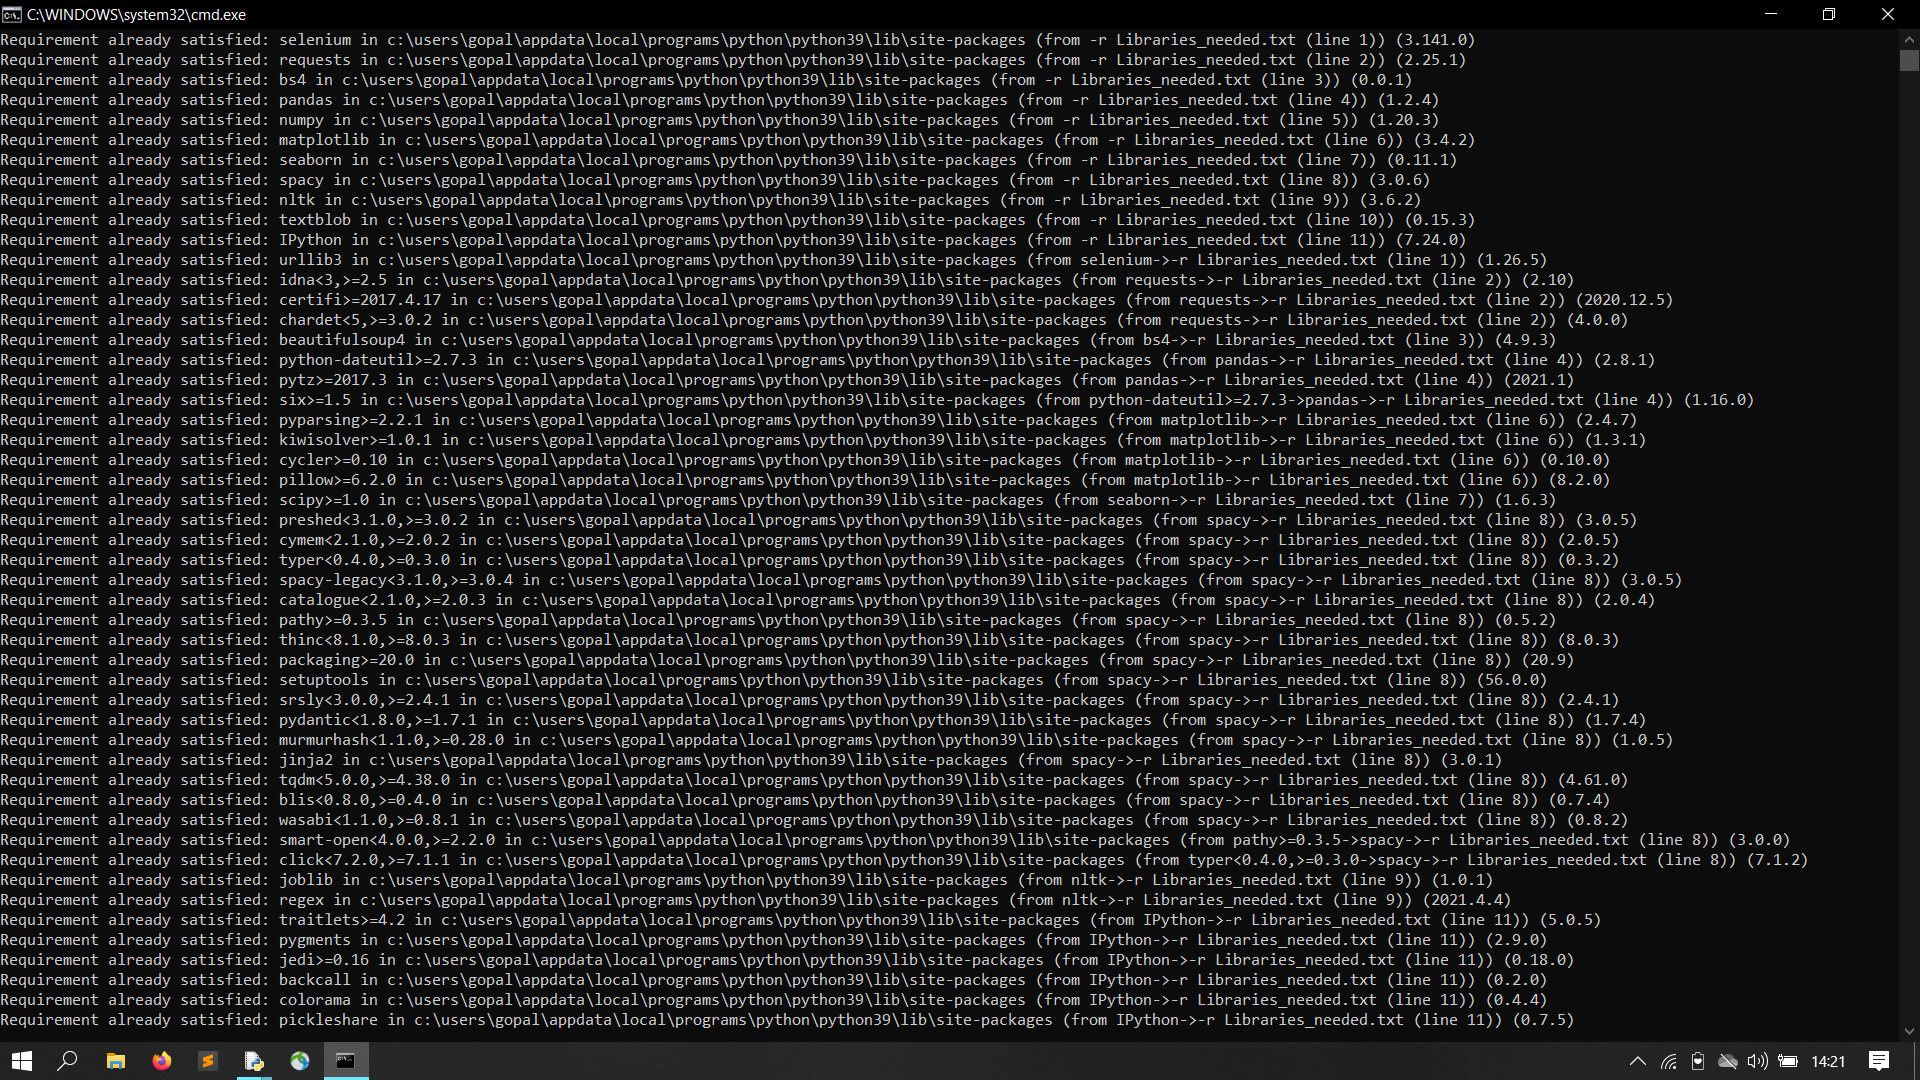 C:\WINDOWS\system32\cmd.exe
Requirement already satisfied: selenium in c:\users\gopal\appdata\local\programs\python\python39\lib\site-packages (from -r Libraries_needed.txt (line 1)) (3.141.0)
Requirement already satisfied: requests in c:\users\gopal\appdata\local\programs\python\python39\lib\site-packages (from -r Libraries_needed.txt (line 2)) (2.25.1)
Requirement already satisfied: bs4 in c:\users\gopal\appdata\local\programs\python\python39\lib\site-packages (from -r Libraries_needed.txt (line 3)) (0.0.1)
Requirement already satisfied: pandas in c:\users\gopal\appdata\local\programs\python\python39\lib\site-packages (from -r Libraries_needed.txt (line 4)) (1.2.4)
Requirement already satisfied: numpy in c:\users\gopal\appdata\local\programs\python\python39\lib\site-packages (from -r Libraries_needed.txt (line 5)) (1.20.3)
Requirement already satisfied: matplotlib in c:\users\gopal\appdata\local\programs\python\python39\lib\site-packages (from -r Libraries_needed.txt (line 6)) (3.4.2)
Requirement already satisfied: seaborn in c:\users\gopal\appdata\local\programs\python\python39\lib\site-packages (from -r Libraries_needed.txt (line 7)) (0.11.1)
Requirement already satisfied: spacy in c:\users\gopal\appdata\local\programs\python\python39\lib\site-packages (from -r Libraries_needed.txt (line 8)) (3.0.6)
Requirement already satisfied: nltk in c:\users\gopal\appdata\local\programs\python\python39\lib\site-packages (from -r Libraries_needed.txt (line 9)) (3.6.2)
Requirement already satisfied: textblob in c:\users\gopal\appdata\local\programs\python\python39\lib\site-packages (from -r Libraries_needed.txt (line 10)) (0.15.3)
Requirement already satisfied: IPython in c:\users\gopal\appdata\local\programs\python\python39\lib\site-packages (from -r Libraries_needed.txt (line 11)) (7.24.0)
Requirement already satisfied: urllib3 in c:\users\gopal\appdata\local\programs\python\python39\lib\site-packages (from selenium->-r Libraries_needed.txt (line 1)) (1.26.5)
Requirement already satisfied: idna<3,>=2.5 in c:\users\gopal\appdata\local\programs\python\python39\lib\site-packages (from requests->-r Libraries_needed.txt (line 2)) (2.10)
Requirement already satisfied: certifi>=2017.4.17 in c:\users\gopal\appdata\local\programs\python\python39\lib\site-packages (from requests->-r Libraries_needed.txt (line 2)) (2020.12.5)
Requirement already satisfied: chardet<5,>=3.0.2 in c:\users\gopal\appdata\local\programs\python\python39\lib\site-packages (from requests->-r Libraries_needed.txt (line 2)) (4.0.0)
Requirement already satisfied: beautifulsoup4 in c:\users\gopal\appdata\local\programs\python\python39\lib\site-packages (from bs4->-r Libraries_needed.txt (line 3)) (4.9.3)
Requirement already satisfied: python-dateutil>=2.7.3 in c:\users\gopal\appdata\local\programs\python\python39\lib\site-packages (from pandas->-r Libraries_needed.txt (line 4)) (2.8.1)
Requirement already satisfied: pytz>=2017.3 in c:\users\gopal\appdata\local\programs\python\python39\lib\site-packages (from pandas->-r Libraries_needed.txt (line 4)) (2021.1)
Requirement already satisfied: six>=1.5 in c:\users\gopal\appdata\local\programs\python\python39\lib\site-packages (from python-dateutil>=2.7.3->pandas->-r Libraries_needed.txt (line 4)) (1.16.0)
Requirement already satisfied: pyparsing>=2.2.1 in c:\users\gopal\appdata\local\programs\python\python39\lib\site-packages (from matplotlib->-r Libraries_needed.txt (line 6)) (2.4.7)
Requirement already satisfied: kiwisolver>=1.0.1 in c:\users\gopal\appdata\local\programs\python\python39\lib\site-packages (from matplotlib->-r Libraries_needed.txt (line 6)) (1.3.1)
Requirement already satisfied: cycler>=0.10 in c:\users\gopal\appdata\local\programs\python\python39\lib\site-packages (from matplotlib->-r Libraries_needed.txt (line 6)) (0.10.0)
Requirement already satisfied: pillow>=6.2.0 in c:\users\gopal\appdata\local\programs\python\python39\lib\site-packages (from matplotlib->-r Libraries_needed.txt (line 6)) (8.2.0)
Requirement already satisfied: scipy>=1.0 in c:\users\gopal\appdata\local\programs\python\python39\lib\site-packages (from seaborn->-r Libraries_needed.txt (line 7)) (1.6.3)
Requirement already satisfied: preshed<3.1.0,>=3.0.2 in c:\users\gopal\appdata\local\programs\python\python39\lib\site-packages (from spacy->-r Libraries_needed.txt (line 8)) (3.0.5)
Requirement already satisfied: cymem<2.1.0,>=2.0.2 in c:\users\gopal\appdata\local\programs\python\python39\lib\site-packages (from spacy->-r Libraries_needed.txt (line 8)) (2.0.5)
Requirement already satisfied: typer<0.4.0,>=0.3.0 in c:\users\gopal\appdata\local\programs\python\python39\lib\site-packages (from spacy->-r Libraries_needed.txt (line 8)) (0.3.2)
Requirement already satisfied: spacy-legacy<3.1.0,>=3.0.4 in c:\users\gopal\appdata\local\programs\python\python39\lib\site-packages (from spacy->-r Libraries_needed.txt (line 8)) (3.0.5)
Requirement already satisfied: catalogue<2.1.0,>=2.0.3 in c:\users\gopal\appdata\local\programs\python\python39\lib\site-packages (from spacy->-r Libraries_needed.txt (line 8)) (2.0.4)
Requirement already satisfied: pathy>=0.3.5 in c:\users\gopal\appdata\local\programs\python\python39\lib\site-packages (from spacy->-r Libraries_needed.txt (line 8)) (0.5.2)
Requirement already satisfied: thinc<8.1.0,>=8.0.3 in c:\users\gopal\appdata\local\programs\python\python39\lib\site-packages (from spacy->-r Libraries_needed.txt (line 8)) (8.0.3)
Requirement already satisfied: packaging>=20.0 in c:\users\gopal\appdata\local\programs\python\python39\lib\site-packages (from spacy->-r Libraries_needed.txt (line 8)) (20.9)
Requirement already satisfied: setuptools in c:\users\gopal\appdata\local\programs\python\python39\lib\site-packages (from spacy->-r Libraries_needed.txt (line 8)) (56.0.0)
Requirement already satisfied: srsly<3.0.0,>=2.4.1 in c:\users\gopal\appdata\local\programs\python\python39\lib\site-packages (from spacy->-r Libraries_needed.txt (line 8)) (2.4.1)
Requirement already satisfied: pydantic<1.8.0,>=1.7.1 in c:\users\gopal\appdata\local\programs\python\python39\lib\site-packages (from spacy->-r Libraries_needed.txt (line 8)) (1.7.4)
Requirement already satisfied: murmurhash<1.1.0,>=0.28.0 in c:\users\gopal\appdata\local\programs\python\python39\lib\site-packages (from spacy->-r Libraries_needed.txt (line 8)) (1.0.5)
Requirement already satisfied: jinja2 in c:\users\gopal\appdata\local\programs\python\python39\lib\site-packages (from spacy->-r Libraries_needed.txt (line 8)) (3.0.1)
Requirement already satisfied: tqdm<5.0.0,>=4.38.0 in c:\users\gopal\appdata\local\programs\python\python39\lib\site-packages (from spacy->-r Libraries_needed.txt (line 8)) (4.61.0)
Requirement already satisfied: blis<0.8.0,>=0.4.0 in c:\users\gopal\appdata\local\programs\python\python39\lib\site-packages (from spacy->-r Libraries_needed.txt (line 8)) (0.7.4)
Requirement already satisfied: wasabi<1.1.0,>=0.8.1 in c:\users\gopal\appdata\local\programs\python\python39\lib\site-packages (from spacy->-r Libraries_needed.txt (line 8)) (0.8.2)
Requirement already satisfied: smart-open<4.0.0,>=2.2.0 in c:\users\gopal\appdata\local\programs\python\python39\lib\site-packages (from pathy>=0.3.5->spacy->-r Libraries_needed.txt (line 8)) (3.0.0)
Requirement already satisfied: click<7.2.0,>=7.1.1 in c:\users\gopal\appdata\local\programs\python\python39\lib\site-packages (from typer<0.4.0,>=0.3.0->spacy->-r Libraries_needed.txt (line 8)) (7.1.2)
Requirement already satisfied: joblib in c:\users\gopal\appdata\local\programs\python\python39\lib\site-packages (from nltk->-r Libraries_needed.txt (line 9)) (1.0.1)
Requirement already satisfied: regex in c:\users\gopal\appdata\local\programs\python\python39\lib\site-packages (from nltk->-r Libraries_needed.txt (line 9)) (2021.4.4)
Requirement already satisfied: traitlets>=4.2 in c:\users\gopal\appdata\local\programs\python\python39\lib\site-packages (from IPython->-r Libraries_needed.txt (line 11)) (5.0.5)
Requirement already satisfied: pygments in c:\users\gopal\appdata\local\programs\python\python39\lib\site-packages (from IPython->-r Libraries_needed.txt (line 11)) (2.9.0)
Requirement already satisfied: jedi>=0.16 in c:\users\gopal\appdata\local\programs\python\python39\lib\site-packages (from IPython->-r Libraries_needed.txt (line 11)) (0.18.0)
Requirement already satisfied: backcall in c:\users\gopal\appdata\local\programs\python\python39\lib\site-packages (from IPython->-r Libraries_needed.txt (line 11)) (0.2.0)
Requirement already satisfied: colorama in c:\users\gopal\appdata\local\programs\python\python39\lib\site-packages (from IPython->-r Libraries_needed.txt (line 11)) (0.4.4)
Requirement already satisfied: pickleshare in c:\users\gopal\appdata\local\programs\python\python39\lib\site-packages (from IPython->-r Libraries_needed.txt (line 11)) (0.7.5)
14:21